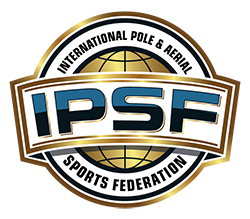 INTERNATIONAL POLE & AERIAL
IPSF
SPORTS FEDERATION